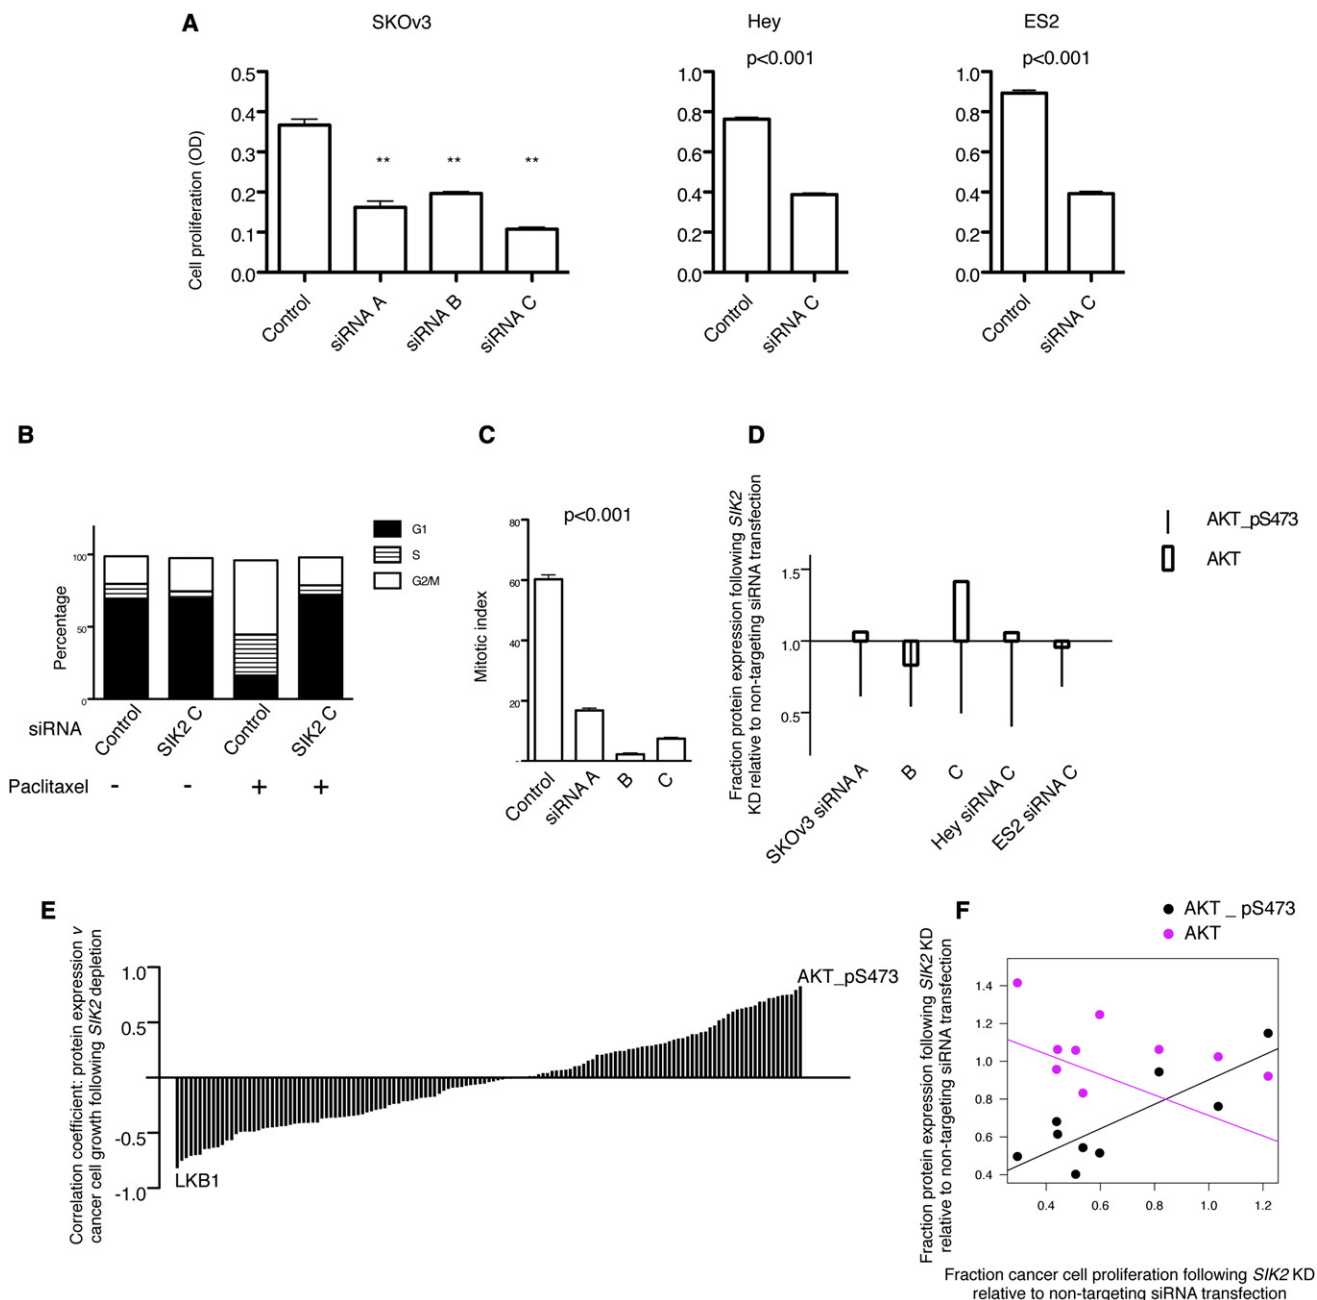 A
SKOv3
Hey
ES2
p<0.001
p<0.001
Cell proliferation (OD)
0.5
0.4
0.3
0.2
0.1
0.0
**
**
**
Control
siRNA A
siRNA B
siRNA C
1.0
0.8
0.6
0.4
0.2
0.0
Control
siRNA C
1.0
0.8
0.6
0.4
0.2
0.0
Control
siRNA C
B
Percentage
100
50
0
G1
S
G2/M
siRNA
Control
SIK2 C
Control
SIK2 C
Paclitaxel
-
-
+
+
C
p<0.001
Mitotic index
80
60
40
20
-
Control
siRNA A
B
C
D
Fraction protein expression following SIK2
KD relative to non-targeting siRNA transfection
1.5
1.0
0.5
AKT_pS473
AKT
SKOv3 siRNA A
B
C
Hey siRNA C
ES2 siRNA C
E
Correlation coefficient: protein expression v
cancer cell growth following SIK2 depletion
1.0
0.5
-0.5
-1.0
AKT_pS473
LKB1
F
AKT _ pS473
AKT
Fraction protein expression following SIK2 KD
relative to non-targeting siRNA transfection
1.4
1.2
1.0
0.8
0.6
0.4
0.4
0.6
0.8
1.0
1.2
Fraction cancer cell proliferation following SIK2 KD
relative to non-targeting siRNA transfection